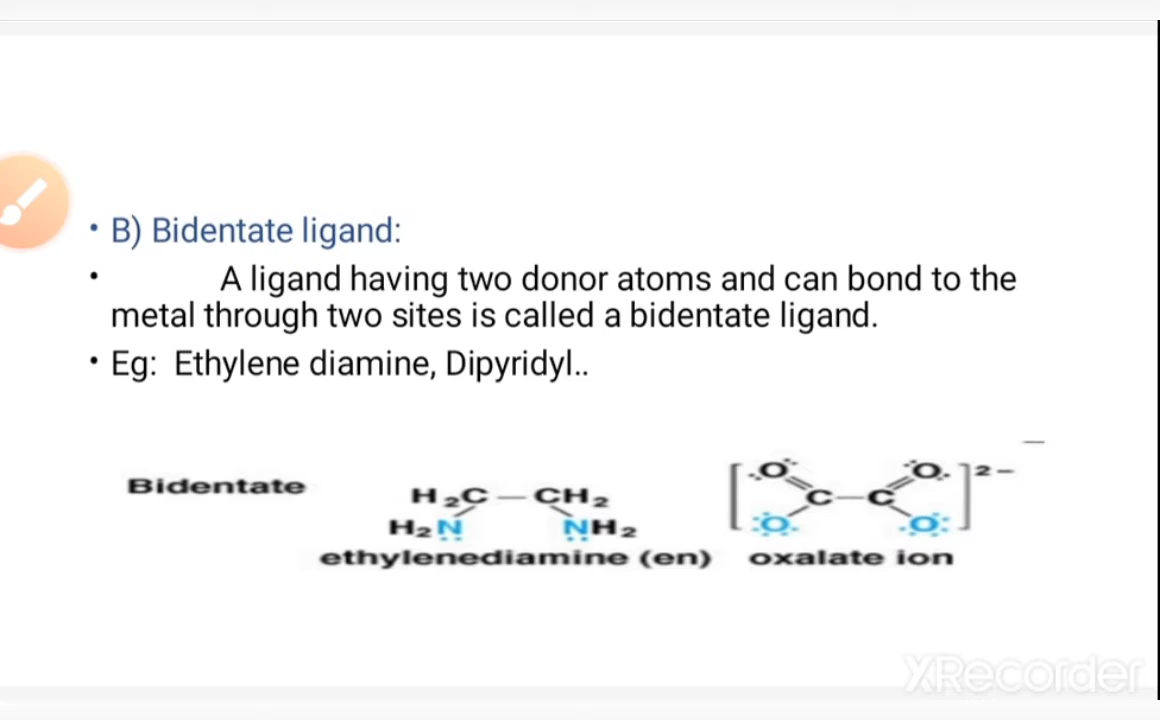 • B) Bidentate ligand:
• A ligand having two donor atoms and can bond to the
metal through two sites is called a bidentate ligand.
• Eg: Ethylene diamine, Dipyridyl..
Bidentate
H₂C — CH₂
H₂N NH₂
ethylenediamine (en)
[O O]²⁻
C—C
O O
oxalate ion
XRecorder